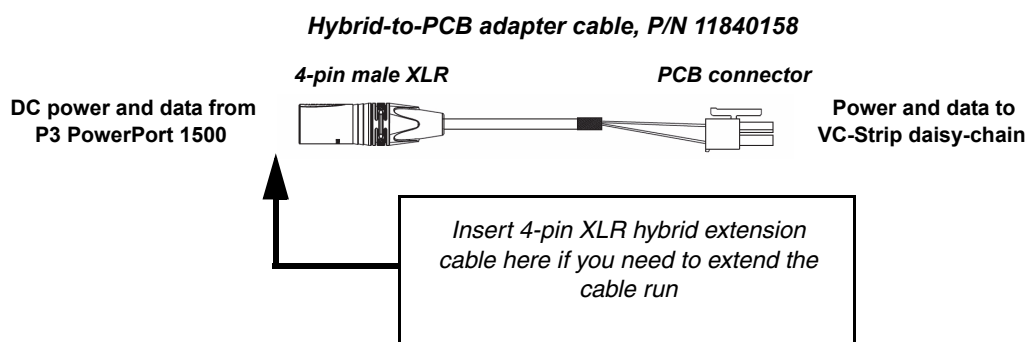 Hybrid-to-PCB adapter cable, P/N 11840158
4-pin male XLR
PCB connector
DC power and data from
P3 PowerPort 1500
Power and data to
VC-Strip daisy-chain
Insert 4-pin XLR hybrid extension
cable here if you need to extend the
cable run